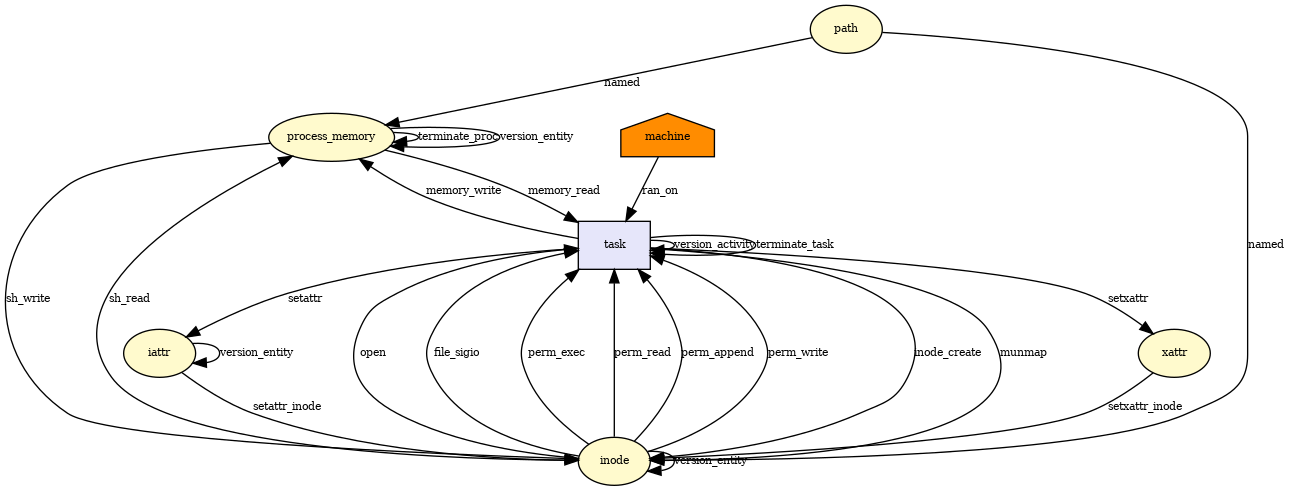 path
named
process_memory
terminate_proc
version_entity
machine
memory_write
memory_read
ran_on
task
version_activity
terminate_task
named
sh_write
sh_read
setattr
setxattr
iattr
version_entity
open
file_sigio
perm_exec
perm_read
perm_append
perm_write
inode_create
munmap
xattr
setattr_inode
setxattr_inode
inode
version_entity